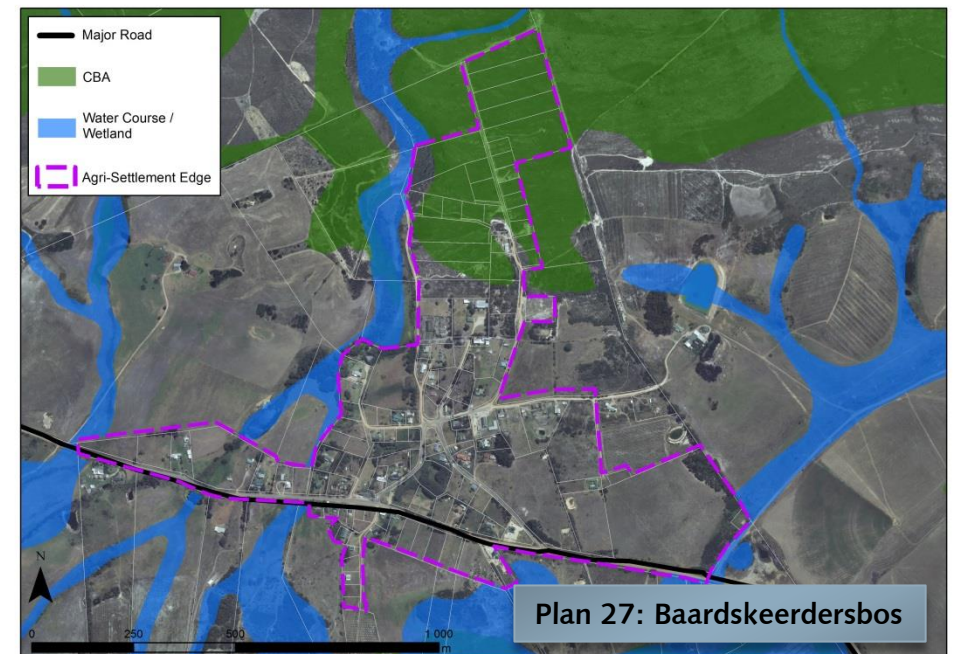 Major Road
CBA
Water Course /
Wetland
Agri-Settlement Edge
N
0 250 500 1 000
m
Plan 27: Baardskeerdersbos